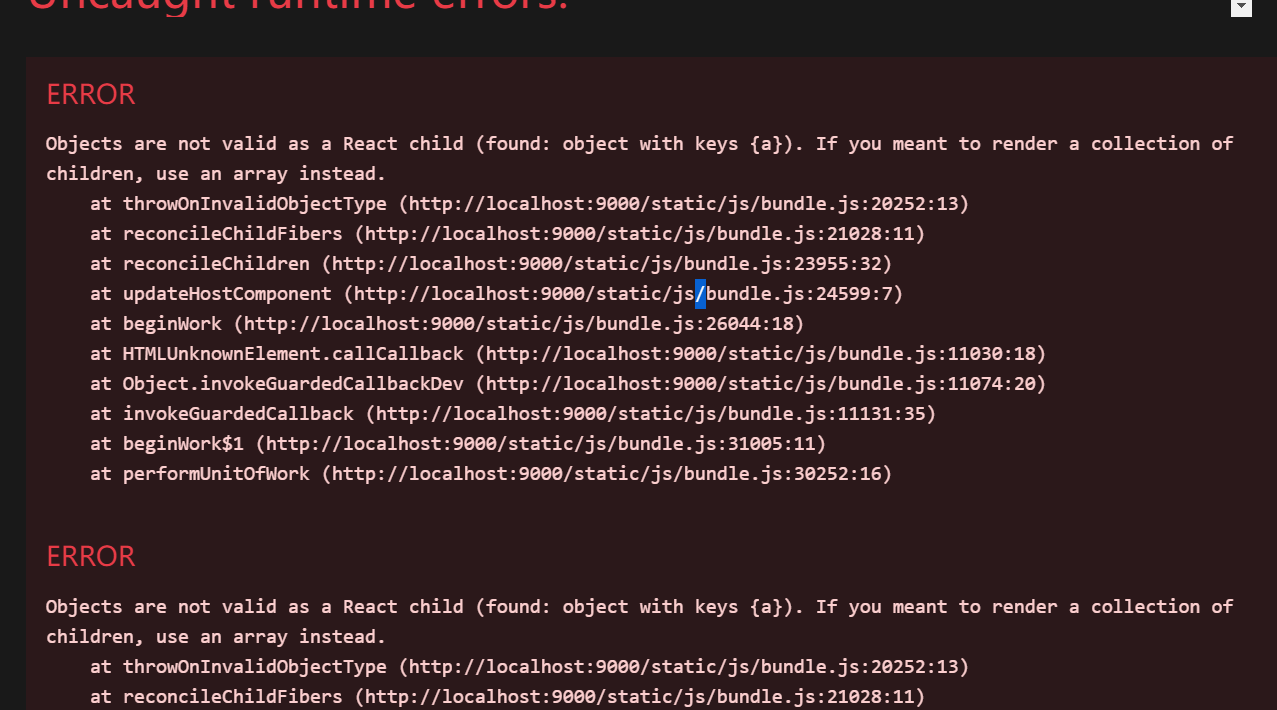 Uncaught runtime errors:
ERROR
Objects are not valid as a React child (found: object with keys {a}). If you meant to render a collection of
children, use an array instead.
    at throwOnInvalidObjectType (http://localhost:9000/static/js/bundle.js:20252:13)
    at reconcileChildFibers (http://localhost:9000/static/js/bundle.js:21028:11)
    at reconcileChildren (http://localhost:9000/static/js/bundle.js:23955:32)
    at updateHostComponent (http://localhost:9000/static/js/bundle.js:24599:7)
    at beginWork (http://localhost:9000/static/js/bundle.js:26044:18)
    at HTMLUnknownElement.callCallback (http://localhost:9000/static/js/bundle.js:11030:18)
    at Object.invokeGuardedCallbackDev (http://localhost:9000/static/js/bundle.js:11074:20)
    at invokeGuardedCallback (http://localhost:9000/static/js/bundle.js:11131:35)
    at beginWork$1 (http://localhost:9000/static/js/bundle.js:31005:11)
    at performUnitOfWork (http://localhost:9000/static/js/bundle.js:30252:16)
ERROR
Objects are not valid as a React child (found: object with keys {a}). If you meant to render a collection of
children, use an array instead.
    at throwOnInvalidObjectType (http://localhost:9000/static/js/bundle.js:20252:13)
    at reconcileChildFibers (http://localhost:9000/static/js/bundle.js:21028:11)